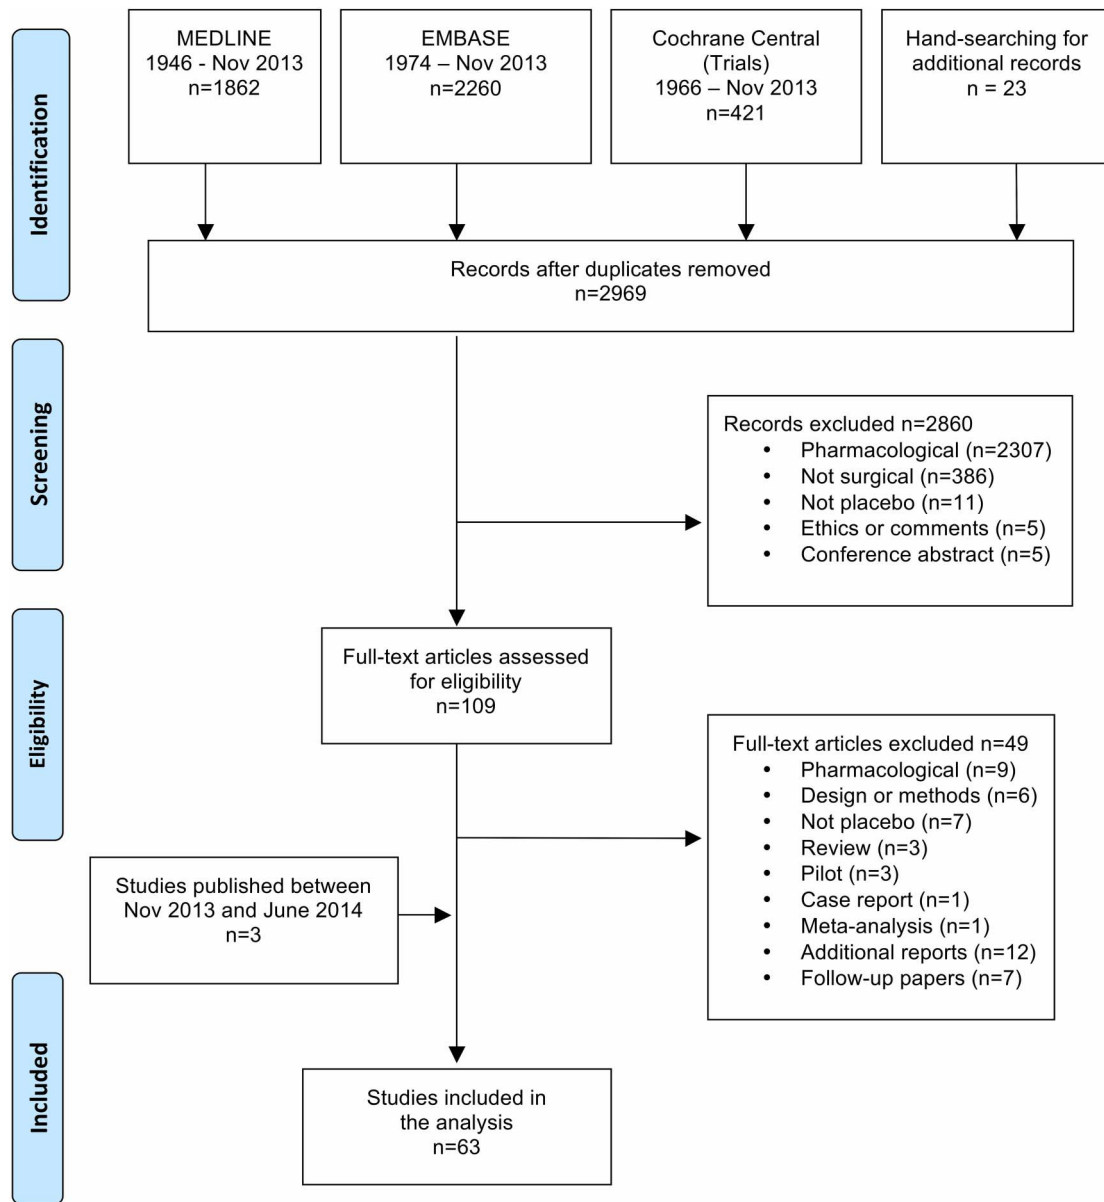 Identification
MEDLINE
1946 - Nov 2013
n=1862
EMBASE
1974 – Nov 2013
n=2260
Cochrane Central
(Trials)
1966 – Nov 2013
n=421
Hand-searching for
additional records
n = 23
Records after duplicates removed
n=2969
Screening
Records excluded n=2860
• Pharmacological (n=2307)
• Not surgical (n=386)
• Not placebo (n=11)
• Ethics or comments (n=5)
• Conference abstract (n=5)
Eligibility
Full-text articles assessed
for eligibility
n=109
Full-text articles excluded n=49
• Pharmacological (n=9)
• Design or methods (n=6)
• Not placebo (n=7)
• Review (n=3)
• Pilot (n=3)
• Case report (n=1)
• Meta-analysis (n=1)
• Additional reports (n=12)
• Follow-up papers (n=7)
Studies published between
Nov 2013 and June 2014
n=3
Included
Studies included in
the analysis
n=63